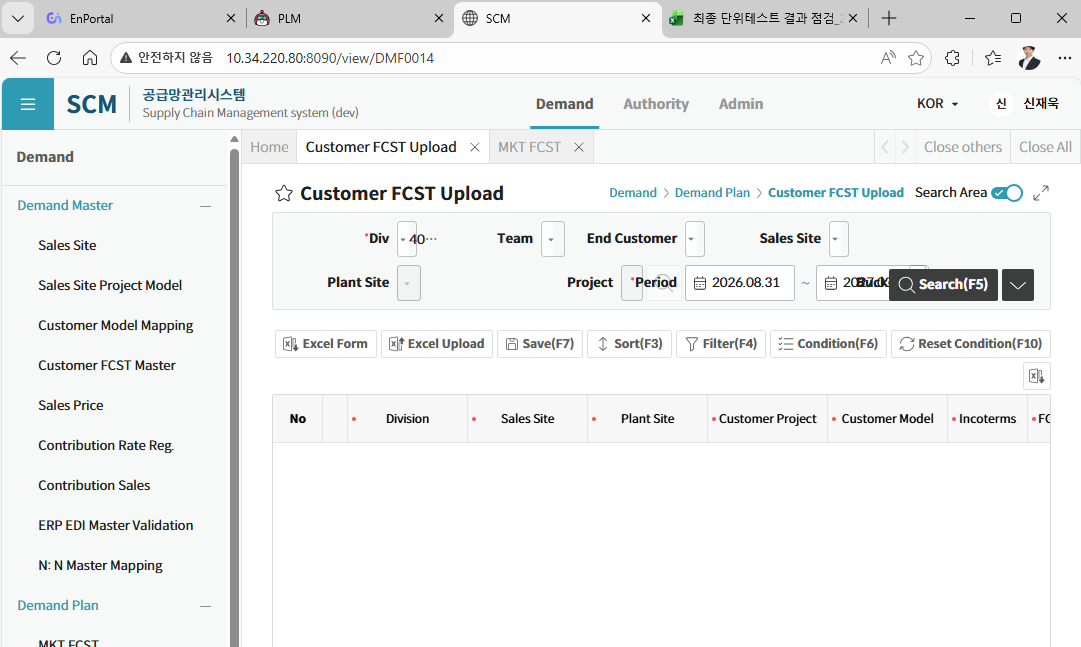 EnPortal
PLM
SCM
최종 단위테스트 결과 점검_
안전하지 않음 10.34.220.80:8090/view/DMF0014
SCM 공급망관리시스템
Supply Chain Management system (dev)
Demand Authority Admin
KOR 신 신재욱
Demand
Home Customer FCST Upload MKT FCST Close others Close All
Demand Master
Sales Site
Sales Site Project Model
Customer Model Mapping
Customer FCST Master
Sales Price
Contribution Rate Reg.
Contribution Sales
ERP EDI Master Validation
N: N Master Mapping
Demand Plan
MKT FCST
Customer FCST Upload
Demand > Demand Plan > Customer FCST Upload Search Area
*Div 40··· Team End Customer Sales Site
Plant Site Project *Period 2026.08.31 ~ Search(F5)
Excel Form Excel Upload Save(F7) Sort(F3) Filter(F4) Condition(F6) Reset Condition(F10)
No Division Sales Site Plant Site Customer Project Customer Model Incoterms